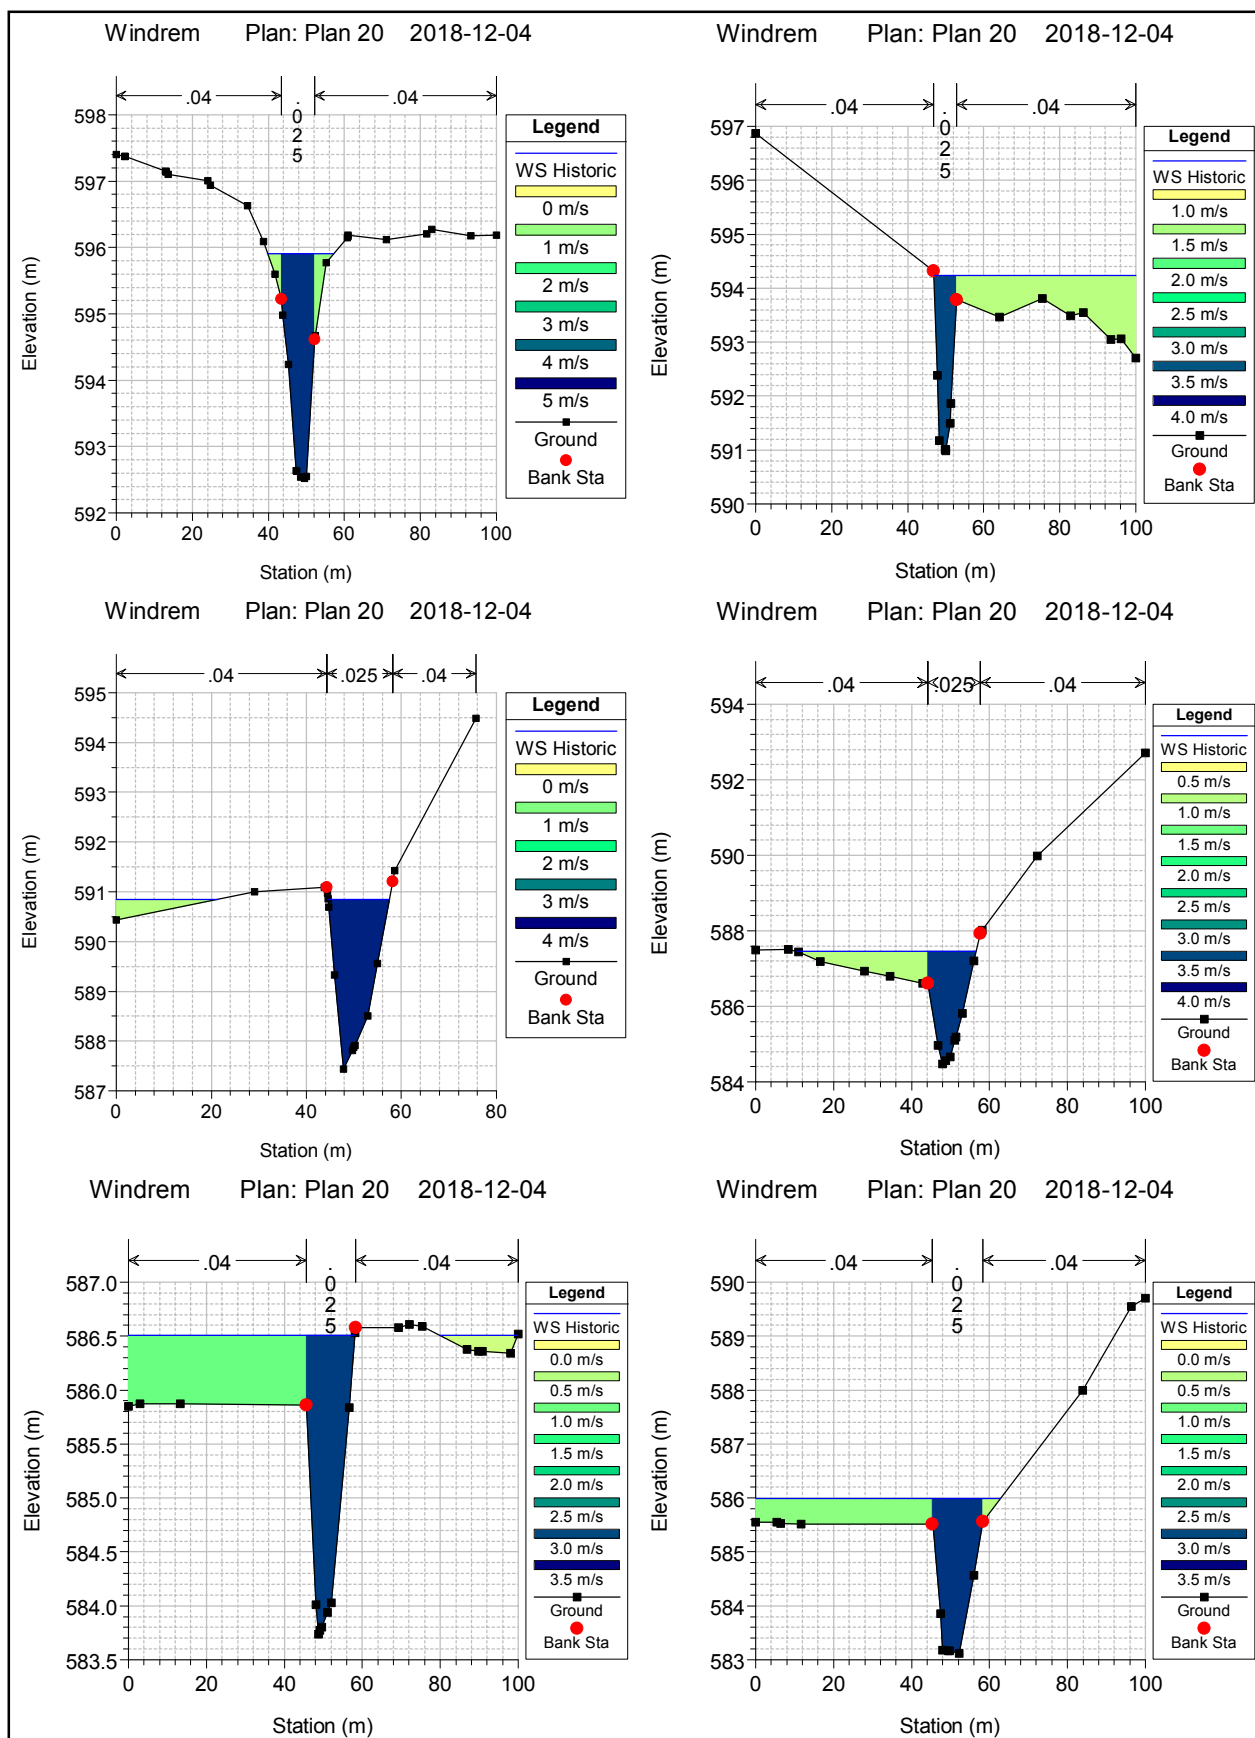 Windrem Plan: Plan 20 2018-12-04
.04 .025 .04
Legend
WS Historic
0 m/s
1 m/s
2 m/s
3 m/s
4 m/s
5 m/s
Ground
Bank Sta
598
597
596
595
594
593
592
0 20 40 60 80 100
Elevation (m)
Station (m)
Windrem Plan: Plan 20 2018-12-04
.04 .025 .04
Legend
WS Historic
1.0 m/s
1.5 m/s
2.0 m/s
2.5 m/s
3.0 m/s
3.5 m/s
4.0 m/s
Ground
Bank Sta
597
596
595
594
593
592
591
590
0 20 40 60 80 100
Elevation (m)
Station (m)
Windrem Plan: Plan 20 2018-12-04
.04 .025 .04
Legend
WS Historic
0 m/s
1 m/s
2 m/s
3 m/s
4 m/s
Ground
Bank Sta
595
594
593
592
591
590
589
588
587
0 20 40 60 80
Elevation (m)
Station (m)
Windrem Plan: Plan 20 2018-12-04
.04 .025 .04
Legend
WS Historic
0.5 m/s
1.0 m/s
1.5 m/s
2.0 m/s
2.5 m/s
3.0 m/s
3.5 m/s
4.0 m/s
Ground
Bank Sta
594
592
590
588
586
584
0 20 40 60 80 100
Elevation (m)
Station (m)
Windrem Plan: Plan 20 2018-12-04
.04 .025 .04
Legend
WS Historic
0.0 m/s
0.5 m/s
1.0 m/s
1.5 m/s
2.0 m/s
2.5 m/s
3.0 m/s
3.5 m/s
Ground
Bank Sta
587.0
586.5
586.0
585.5
585.0
584.5
584.0
583.5
0 20 40 60 80 100
Elevation (m)
Station (m)
Windrem Plan: Plan 20 2018-12-04
.04 .025 .04
Legend
WS Historic
0.0 m/s
0.5 m/s
1.0 m/s
1.5 m/s
2.0 m/s
2.5 m/s
3.0 m/s
3.5 m/s
Ground
Bank Sta
590
589
588
587
586
585
584
583
0 20 40 60 80 100
Elevation (m)
Station (m)